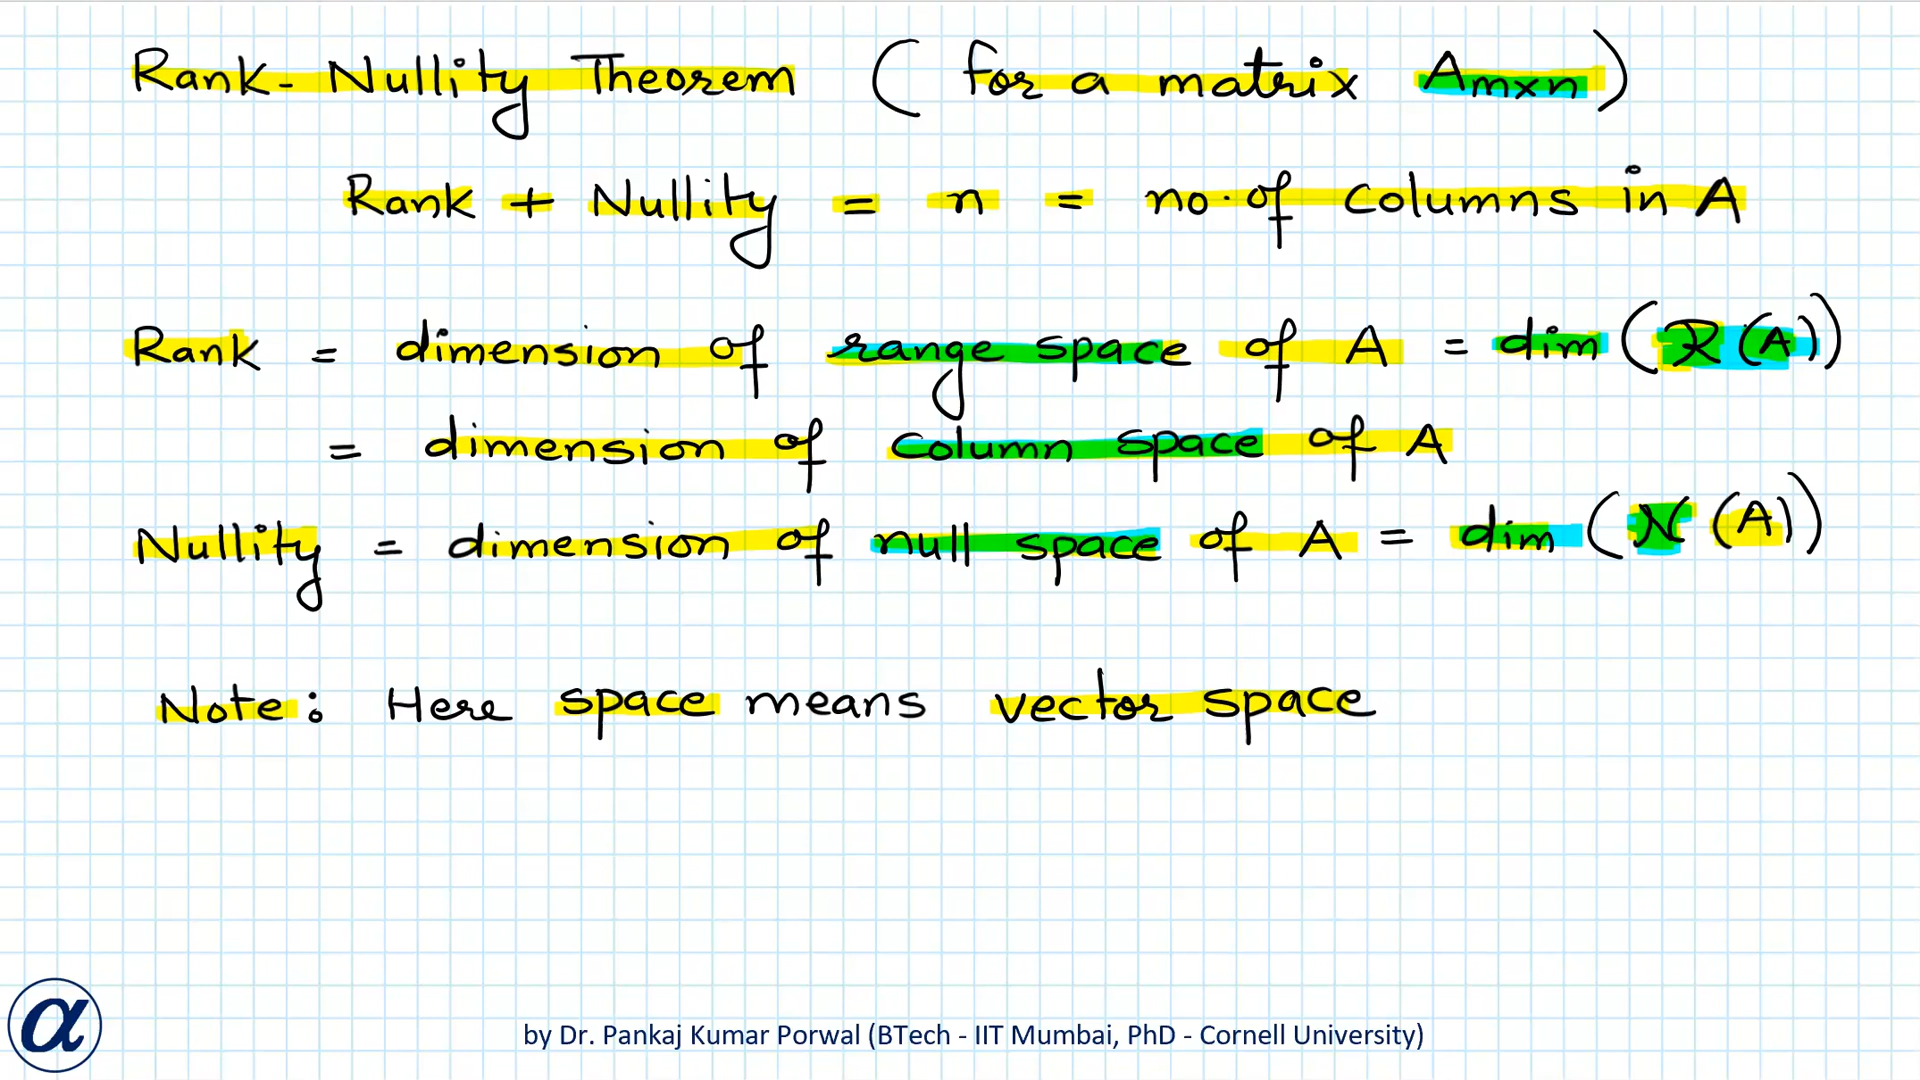 Rank-Nullity Theorem (for a matrix Amxn)
Rank + Nullity = n = no. of columns in A
Rank = dimension of range space of A = dim (R(A))
= dimension of column space of A
Nullity = dimension of null space of A = dim (N(A))
Note: Here space means vector space
α
by Dr. Pankaj Kumar Porwal (BTech - IIT Mumbai, PhD - Cornell University)